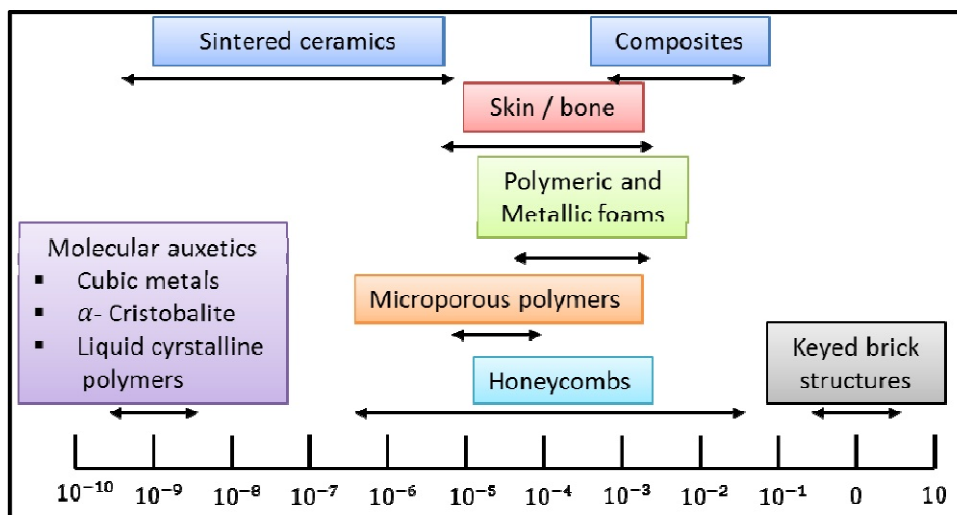 Sintered ceramics
Composites
Skin / bone
Polymeric and
Metallic foams
Molecular auxetics
▪ Cubic metals
▪ α- Cristobalite
▪ Liquid cyrstalline
polymers
Microporous polymers
Honeycombs
Keyed brick
structures
10⁻¹⁰ 10⁻⁹ 10⁻⁸ 10⁻⁷ 10⁻⁶ 10⁻⁵ 10⁻⁴ 10⁻³ 10⁻² 10⁻¹ 0 10